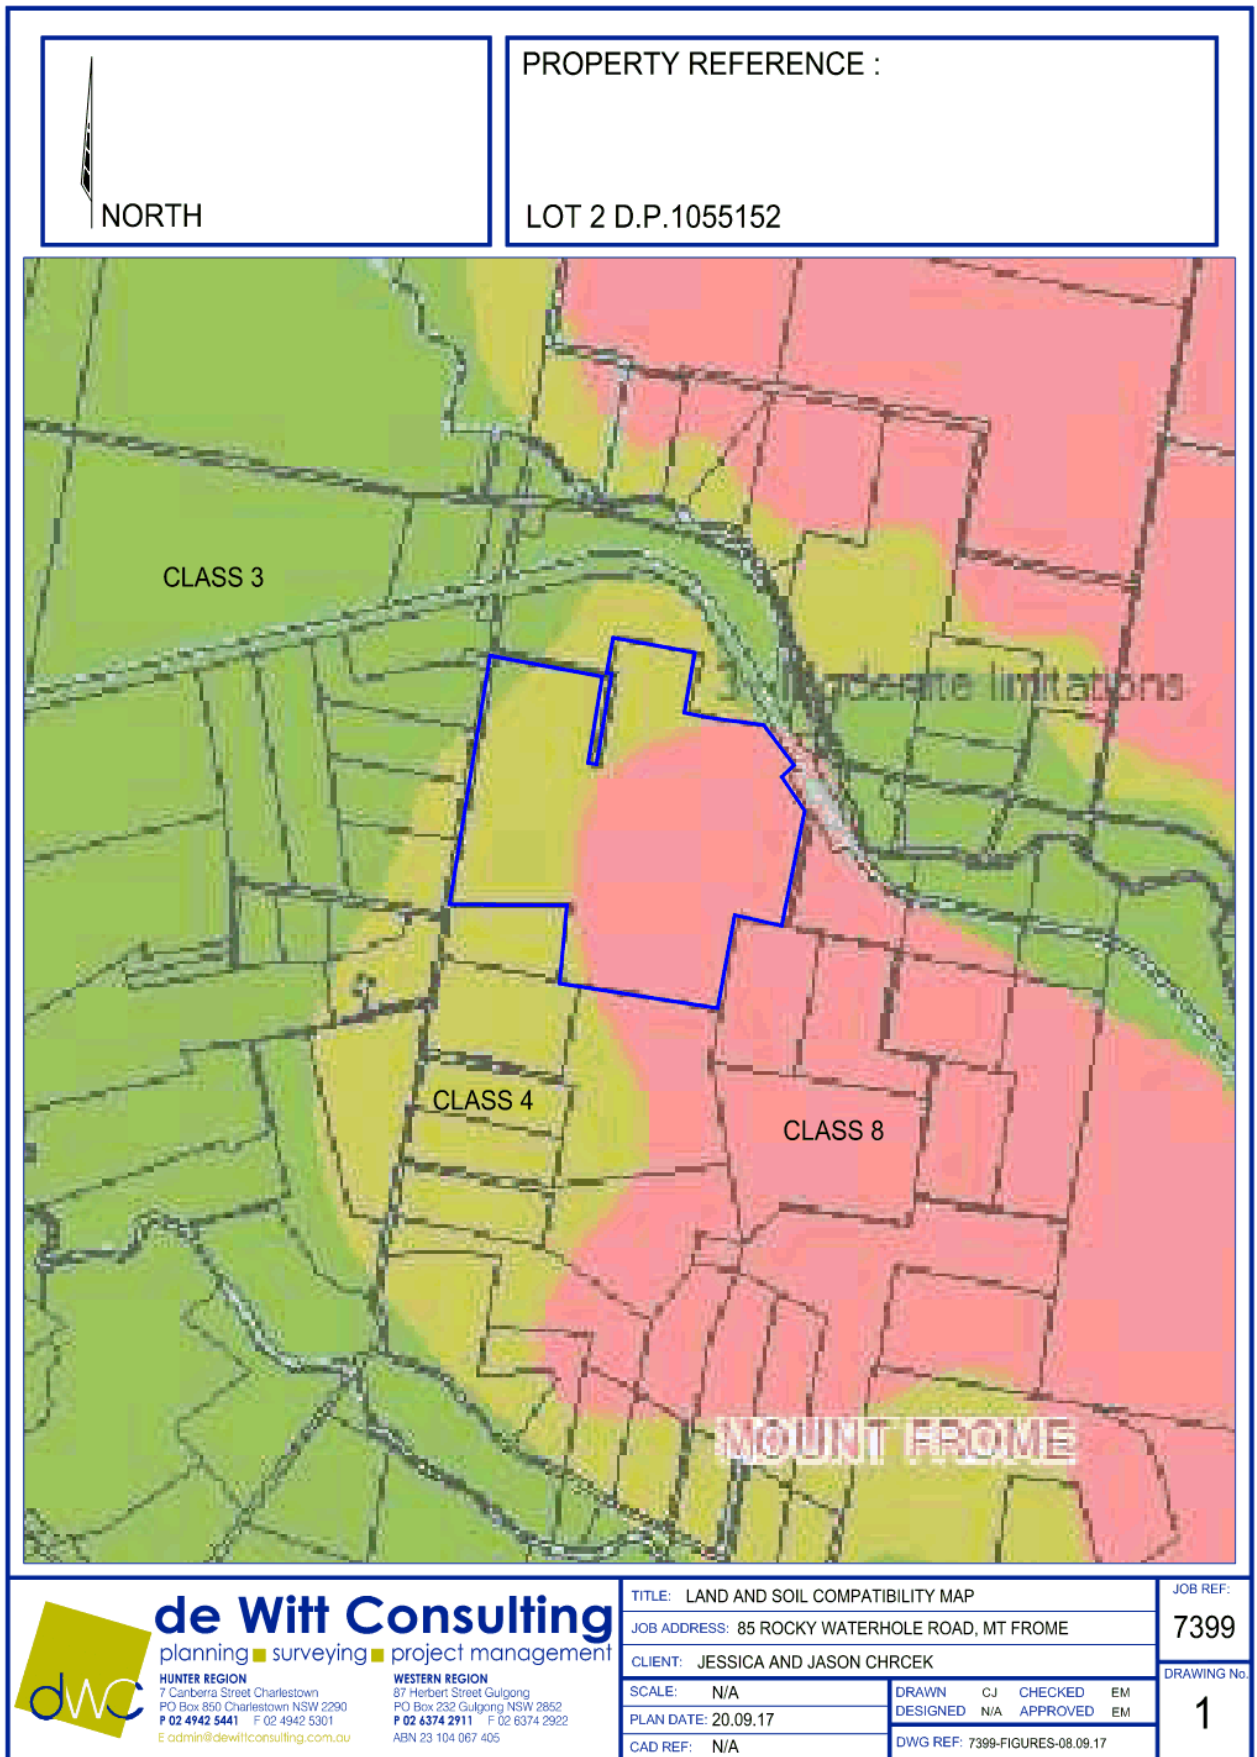 NORTH
PROPERTY REFERENCE :
LOT 2 D.P.1055152
CLASS 3
limitations
CLASS 4
CLASS 8
MOUNT FROME
dwc
de Witt Consulting
planning surveying project management
HUNTER REGION
7 Canberra Street Charlestown
PO Box 850 Charlestown NSW 2290
P 02 4942 5441 F 02 4942 5301
E admin@dewittconsulting.com.au
WESTERN REGION
87 Herbert Street Gulgong
PO Box 232 Gulgong NSW 2852
P 02 6374 2911 F 02 6374 2922
ABN 23 104 067 405
TITLE: LAND AND SOIL COMPATIBILITY MAP
JOB ADDRESS: 85 ROCKY WATERHOLE ROAD, MT FROME
CLIENT: JESSICA AND JASON CHRCEK
SCALE: N/A
PLAN DATE: 20.09.17
CAD REF: N/A
DRAWN CJ CHECKED EM
DESIGNED N/A APPROVED EM
DWG REF: 7399-FIGURES-08.09.17
JOB REF:
7399
DRAWING No.
1